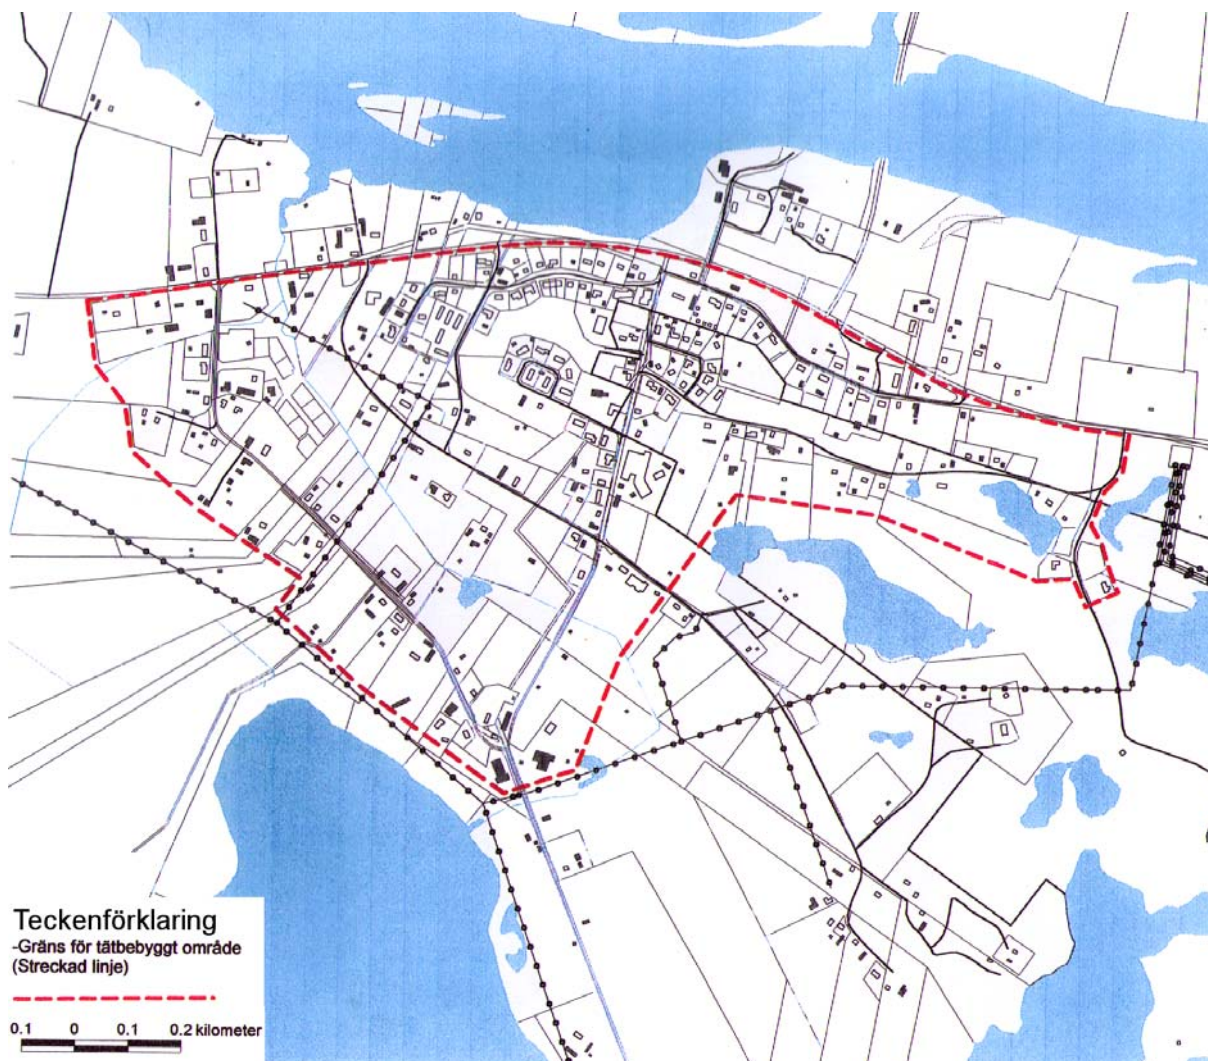 Teckenförklaring
-Gräns för tätbebyggt område
(Streckad linje)
0.1 0 0.1 0.2 kilometer